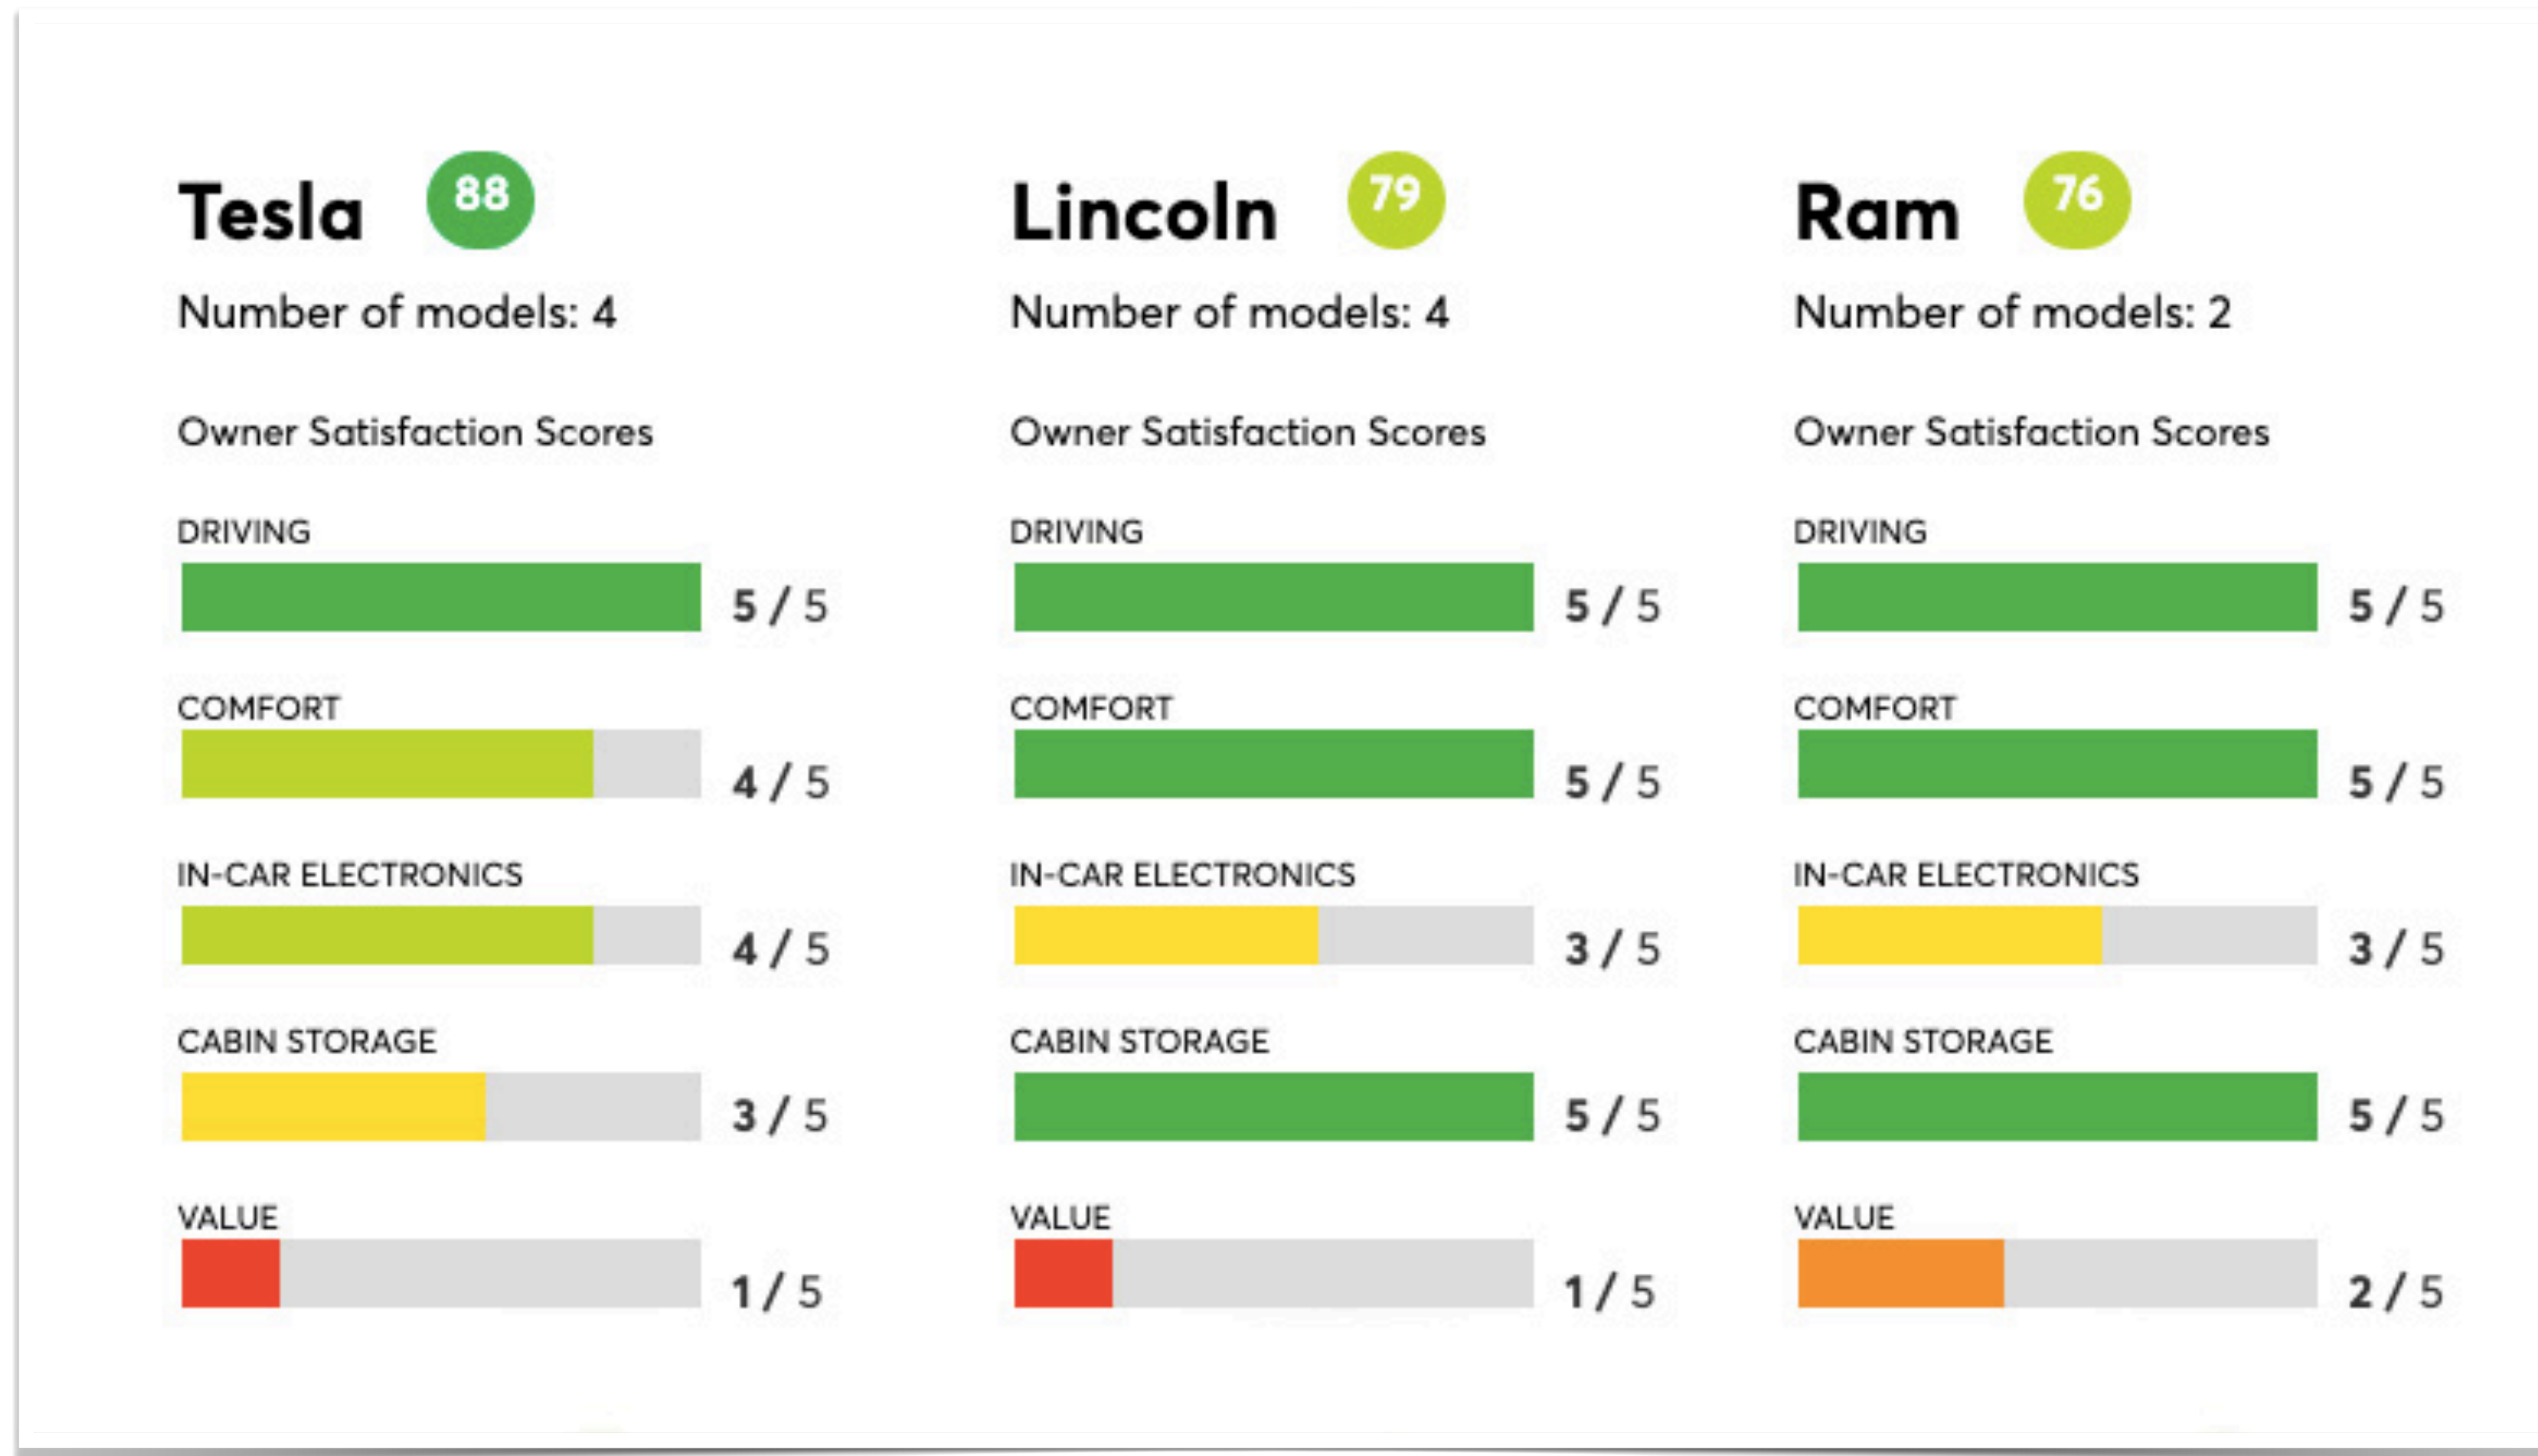 Tesla 88
Number of models: 4
Owner Satisfaction Scores
DRIVING
5 / 5
COMFORT
4 / 5
IN-CAR ELECTRONICS
4 / 5
CABIN STORAGE
3 / 5
VALUE
1 / 5
Lincoln 79
Number of models: 4
Owner Satisfaction Scores
DRIVING
5 / 5
COMFORT
5 / 5
IN-CAR ELECTRONICS
3 / 5
CABIN STORAGE
5 / 5
VALUE
1 / 5
Ram 76
Number of models: 2
Owner Satisfaction Scores
DRIVING
5 / 5
COMFORT
5 / 5
IN-CAR ELECTRONICS
3 / 5
CABIN STORAGE
5 / 5
VALUE
2 / 5